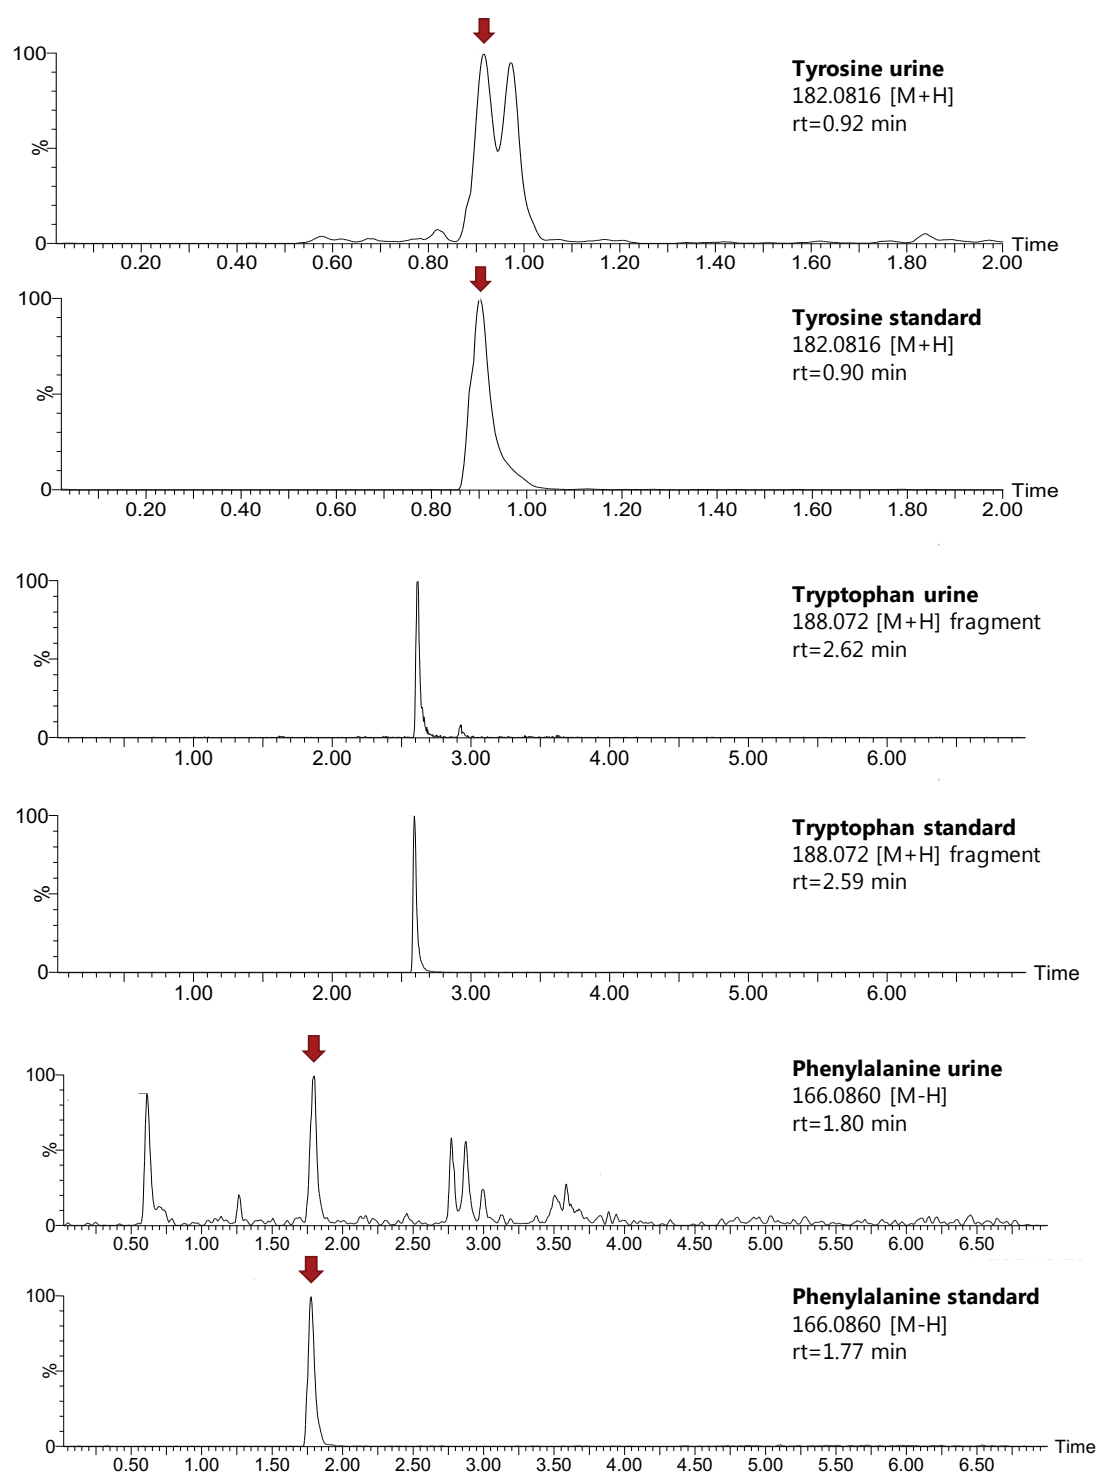 100
%
0
0.20 0.40 0.60 0.80 1.00 1.20 1.40 1.60 1.80 2.00
Time
Tyrosine urine
182.0816 [M+H]
rt=0.92 min
100
%
0
0.20 0.40 0.60 0.80 1.00 1.20 1.40 1.60 1.80 2.00
Time
Tyrosine standard
182.0816 [M+H]
rt=0.90 min
100
%
0
1.00 2.00 3.00 4.00 5.00 6.00
Tryptophan urine
188.072 [M+H] fragment
rt=2.62 min
100
%
0
1.00 2.00 3.00 4.00 5.00 6.00
Time
Tryptophan standard
188.072 [M+H] fragment
rt=2.59 min
100
%
0
0.50 1.00 1.50 2.00 2.50 3.00 3.50 4.00 4.50 5.00 5.50 6.00 6.50
Phenylalanine urine
166.0860 [M-H]
rt=1.80 min
100
%
0
0.50 1.00 1.50 2.00 2.50 3.00 3.50 4.00 4.50 5.00 5.50 6.00 6.50
Time
Phenylalanine standard
166.0860 [M-H]
rt=1.77 min